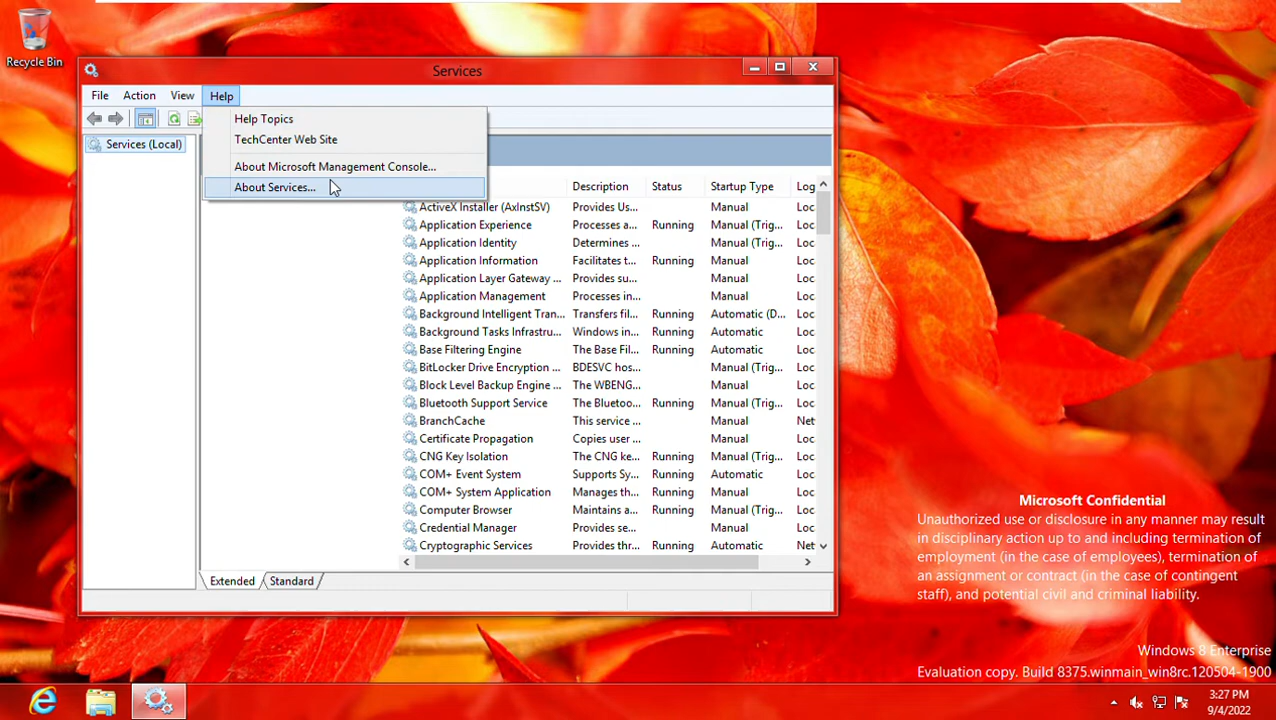 Recycle Bin
Services
File Action View Help
Help Topics
TechCenter Web Site
About Microsoft Management Console...
About Services...
Services (Local)
Description Status Startup Type Log
ActiveX Installer (AxInstSV) Provides Us... Manual Loc
Application Experience Processes a... Running Manual (Trig... Loc
Application Identity Determines ... Manual (Trig... Loc
Application Information Facilitates t... Running Manual Loc
Application Layer Gateway ... Provides su... Manual Loc
Application Management Processes in... Manual Loc
Background Intelligent Tran... Transfers fil... Running Automatic (D... Loc
Background Tasks Infrastru... Windows in... Running Automatic Loc
Base Filtering Engine The Base Fil... Running Automatic Loc
BitLocker Drive Encryption ... BDESVC hos... Manual (Trig... Loc
Block Level Backup Engine ... The WBENG... Manual Loc
Bluetooth Support Service The Bluetoo... Running Manual (Trig... Loc
BranchCache This service ... Manual Net
Certificate Propagation Copies user ... Manual Loc
CNG Key Isolation The CNG ke... Running Manual (Trig... Loc
COM+ Event System Supports Sy... Running Automatic Loc
COM+ System Application Manages th... Running Manual Loc
Computer Browser Maintains a... Running Manual (Trig... Loc
Credential Manager Provides se... Running Manual Loc
Cryptographic Services Provides thr... Running Automatic Net
Extended Standard
Microsoft Confidential
Unauthorized use or disclosure in any manner may result
in disciplinary action up to and including termination of
employment (in the case of employees), termination of
an assignment or contract (in the case of contingent
staff), and potential civil and criminal liability.
Windows 8 Enterprise
Evaluation copy. Build 8375.winmain_win8rc.120504-1900
3:27 PM
9/4/2022